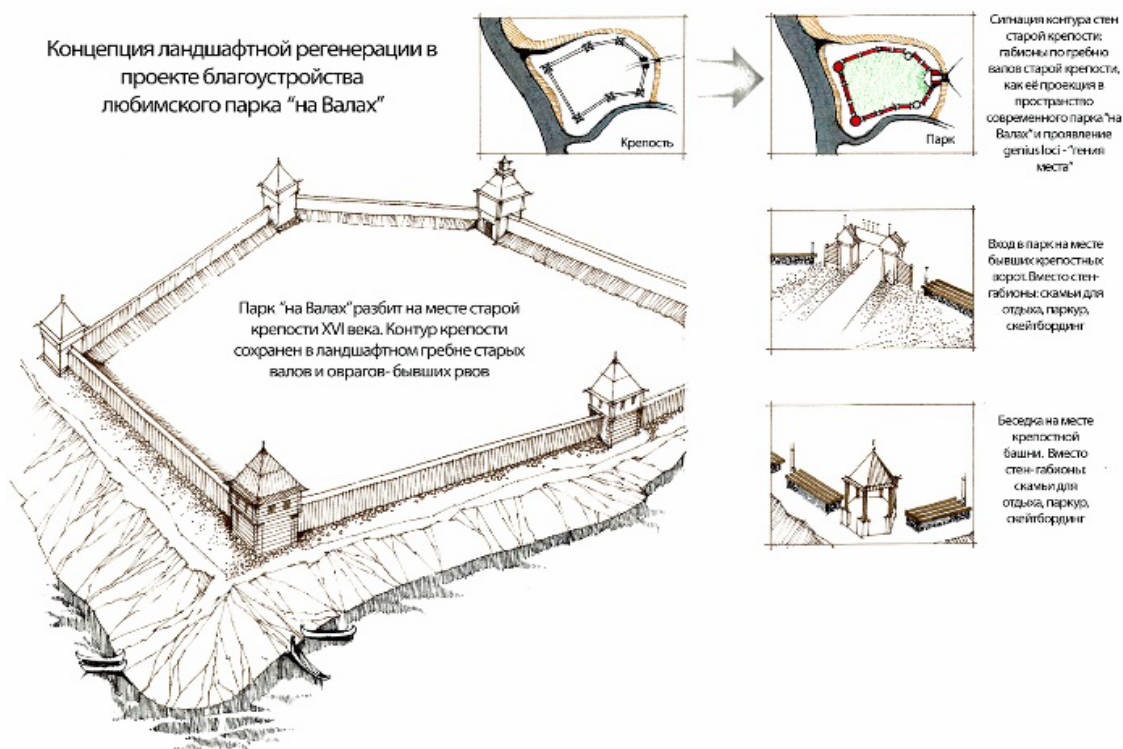 Концепция ландшафтной регенерации в
проекте благоустройства
любимского парка "на Валах"
Крепость
Парк
Сигнация контура стен
старой крепости:
габионы по гребню
валов старой крепости,
как её проекция в
пространство
современного парка "на
Валах" и проявление
genius loci - "гения
места"
Парк "на Валах" разбит на месте старой
крепости XVI века. Контур крепости
сохранен в ландшафтном гребне старых
валов и оврагов- бывших рвов
Вход в парк на месте
бывших крепостных
ворот. Вместо стен-
габионы: скамьи для
отдыха, паркур,
скейтбординг
Беседка на месте
крепостной
башни. Вместо
стен- габионы:
скамьи для
отдыха, паркур,
скейтбординг